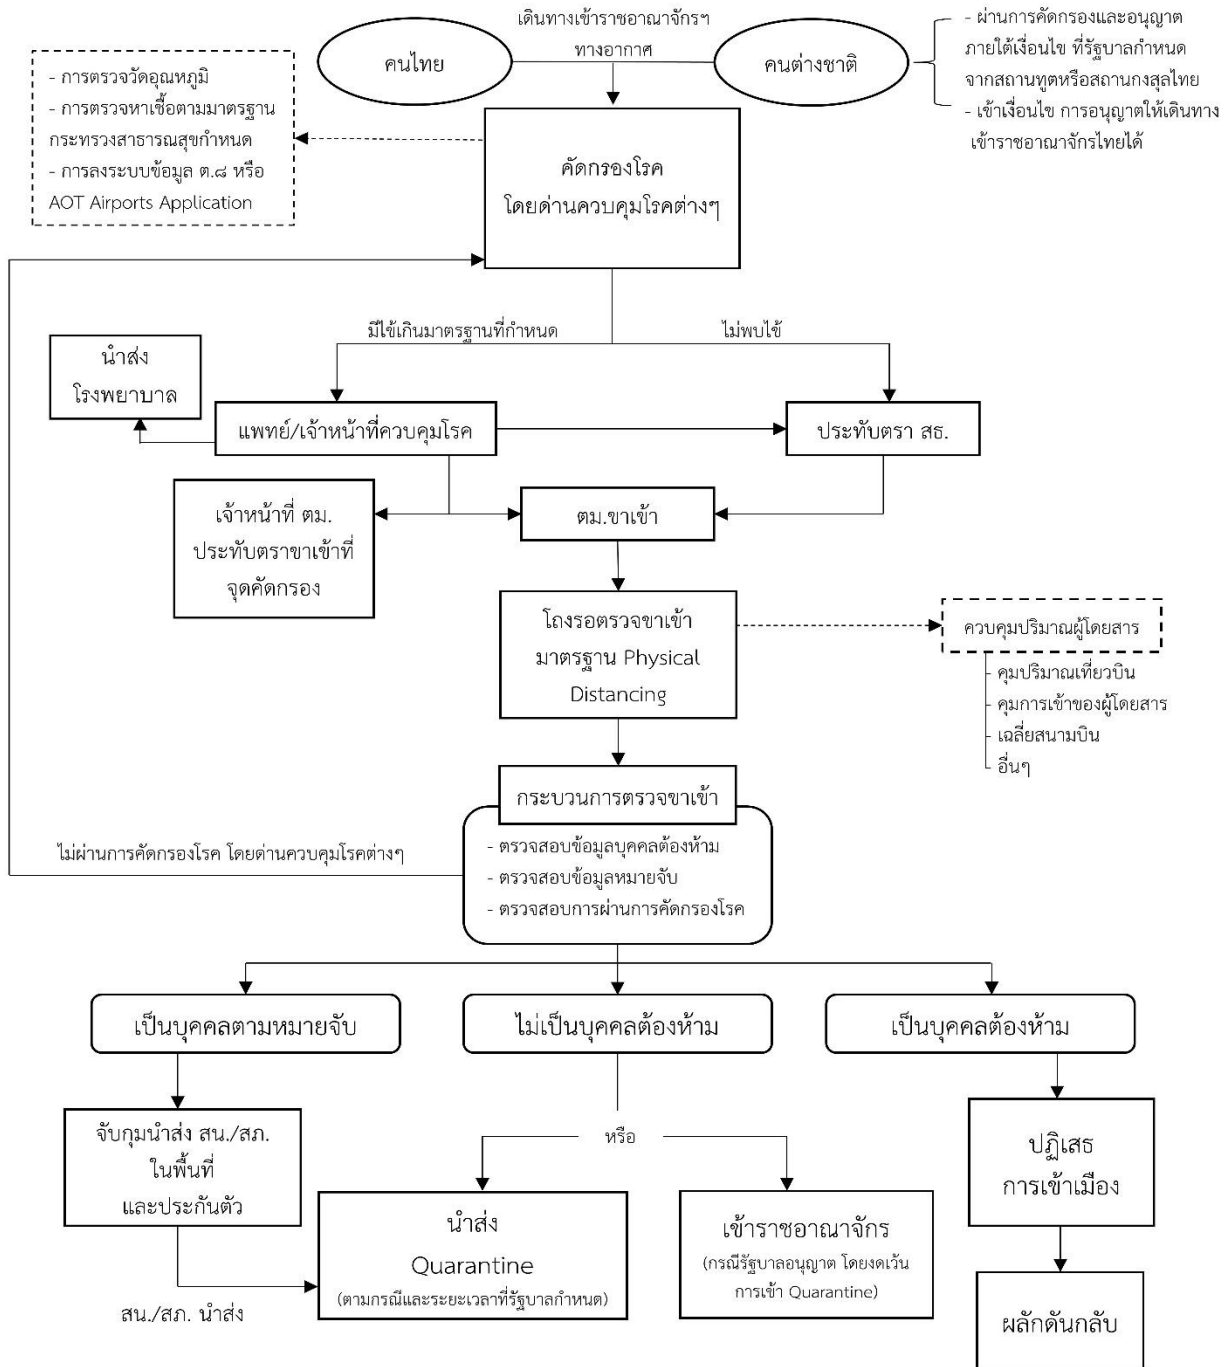 เดินทางเข้าราชอาณาจักรฯ
ทางอากาศ
คนไทย
คนต่างชาติ
- ผ่านการคัดกรองและอนุญาต
ภายใต้เงื่อนไข ที่รัฐบาลกำหนด
จากสถานทูตหรือสถานกงสุลไทย
- เข้าเงื่อนไข การอนุญาตให้เดินทาง
เข้าราชอาณาจักรไทยได้
- การตรวจวัดอุณหภูมิ
- การตรวจหาเชื้อตามมาตรฐาน
กระทรวงสาธารณสุขกำหนด
- การลงระบบข้อมูล ต.๘ หรือ
AOT Airports Application
คัดกรองโรค
โดยด่านควบคุมโรคต่างๆ
มีไข้เกินมาตรฐานที่กำหนด
ไม่พบไข้
นำส่ง
โรงพยาบาล
แพทย์/เจ้าหน้าที่ควบคุมโรค
ประทับตรา สธ.
เจ้าหน้าที่ ตม.
ประทับตราขาเข้าที่
จุดคัดกรอง
ตม.ขาเข้า
โถงรอตรวจขาเข้า
มาตรฐาน Physical
Distancing
ควบคุมปริมาณผู้โดยสาร
- คุมปริมาณเที่ยวบิน
- คุมการเข้าของผู้โดยสาร
- เฉลี่ยสนามบิน
- อื่นๆ
กระบวนการตรวจขาเข้า
- ตรวจสอบข้อมูลบุคคลต้องห้าม
- ตรวจสอบข้อมูลหมายจับ
- ตรวจสอบการผ่านการคัดกรองโรค
ไม่ผ่านการคัดกรองโรค โดยด่านควบคุมโรคต่างๆ
เป็นบุคคลตามหมายจับ
ไม่เป็นบุคคลต้องห้าม
เป็นบุคคลต้องห้าม
จับกุมนำส่ง สน./สภ.
ในพื้นที่
และประกันตัว
หรือ
ปฏิเสธ
การเข้าเมือง
นำส่ง
Quarantine
(ตามกรณีและระยะเวลาที่รัฐบาลกำหนด)
เข้าราชอาณาจักร
(กรณีรัฐบาลอนุญาต โดยงดเว้น
การเข้า Quarantine)
สน./สภ. นำส่ง
ผลักดันกลับ